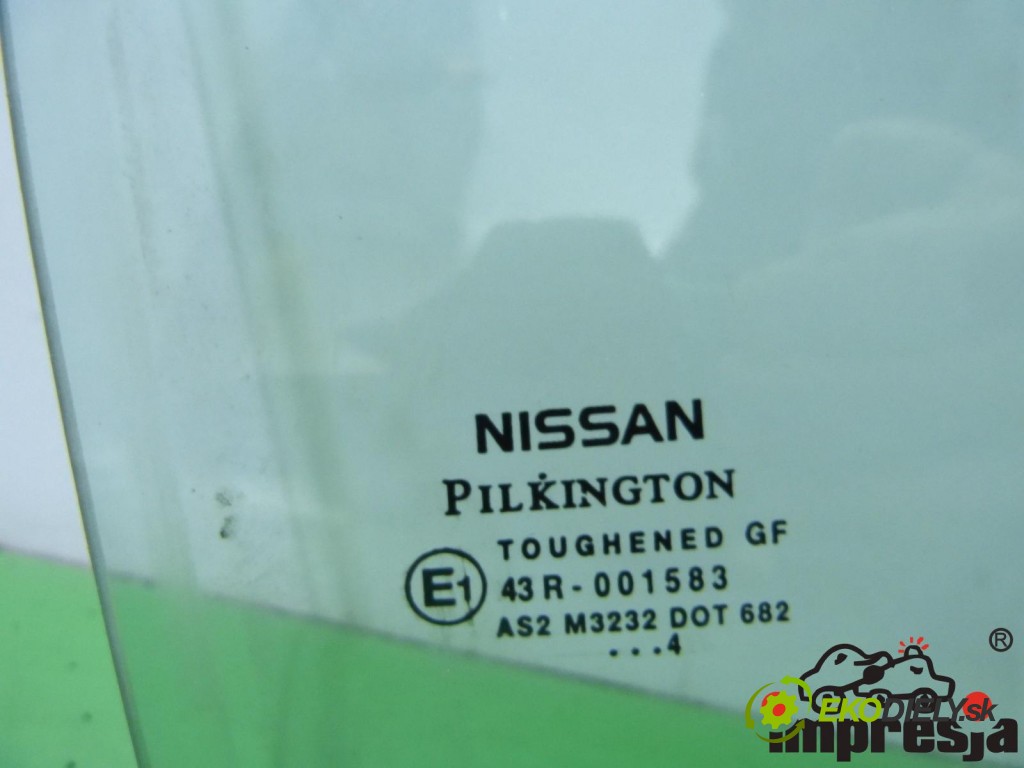 NISSAN
PILKINGTON
TOUGHENED GF
E1 43R-001583
AS2 M3232 DOT 682
...4
®
EKODIELY.sk
impresja